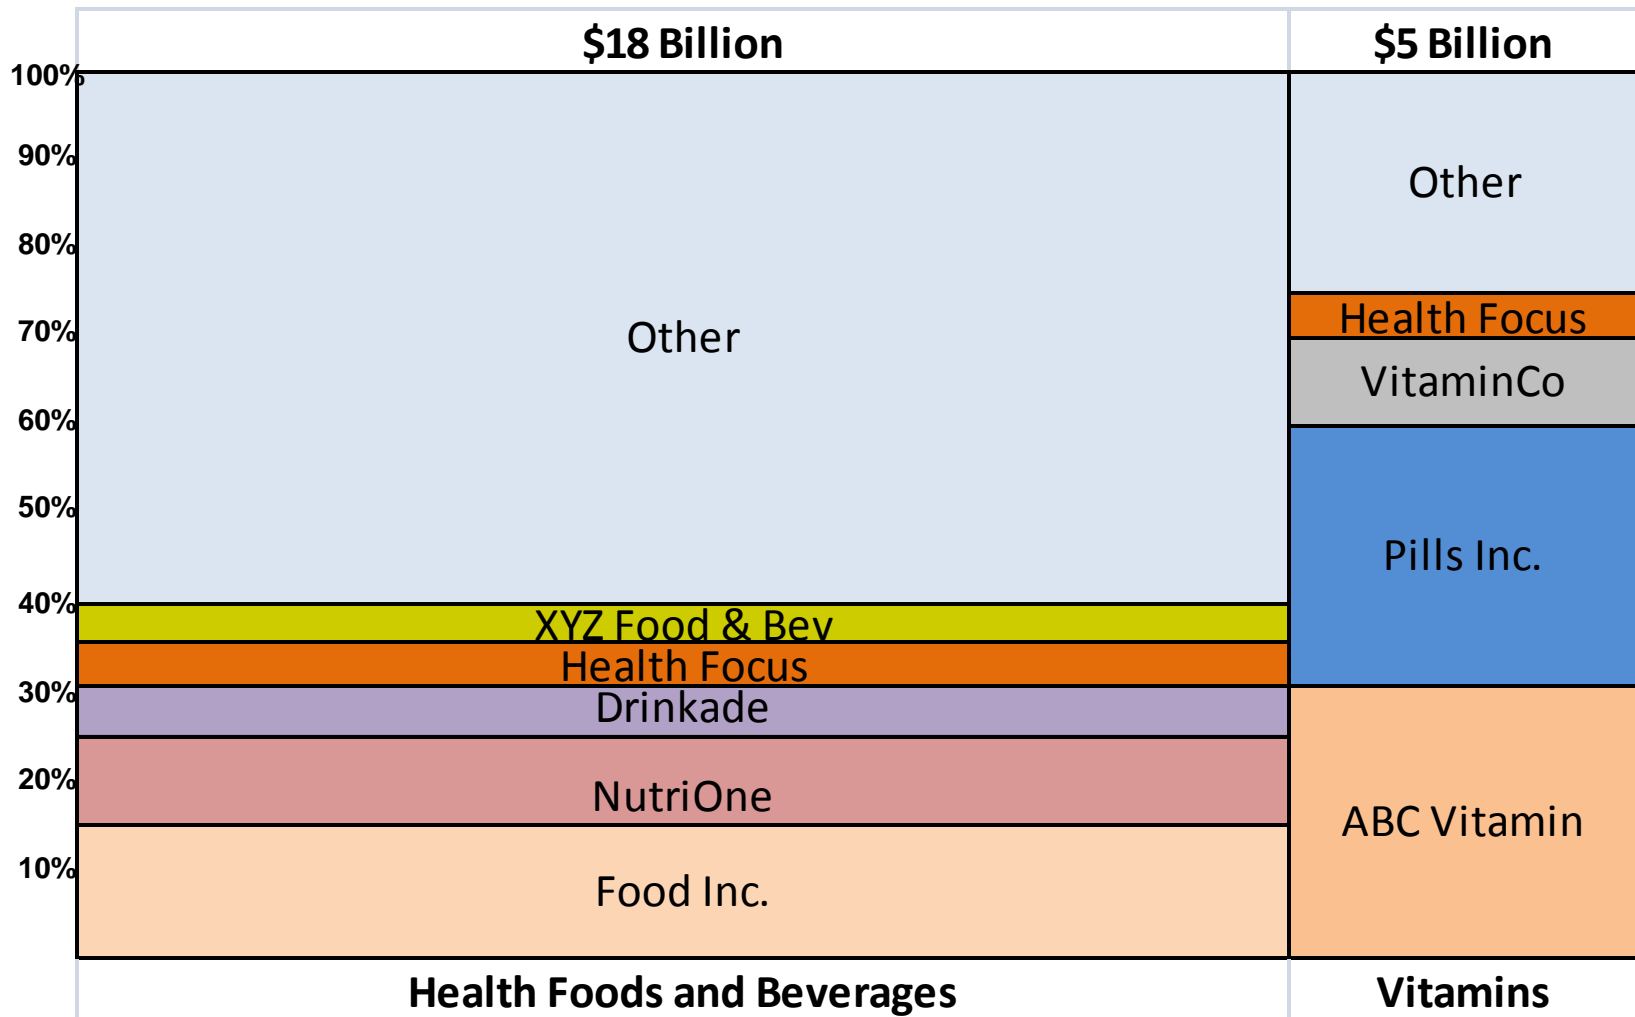 $18 Billion
$5 Billion
100%
90%
80%
70%
60%
50%
40%
30%
20%
10%
Other
XYZ Food & Bev
Health Focus
Drinkade
NutriOne
Food Inc.
Other
Health Focus
VitaminCo
Pills Inc.
ABC Vitamin
Health Foods and Beverages
Vitamins